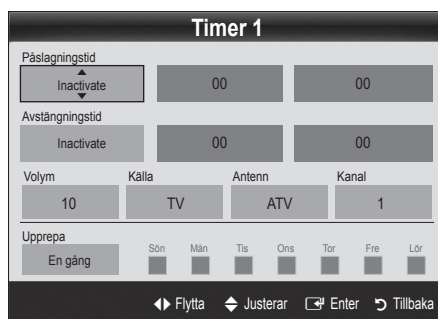 Timer 1
Påslagningstid
Inactivate 00 00
Avstängningstid
Inactivate 00 00
Volym Källa Antenn Kanal
10 TV ATV 1
Upprepa
Sön Mån Tis Ons Tor Fre Lör
En gång
Flytta Justerar Enter Tillbaka